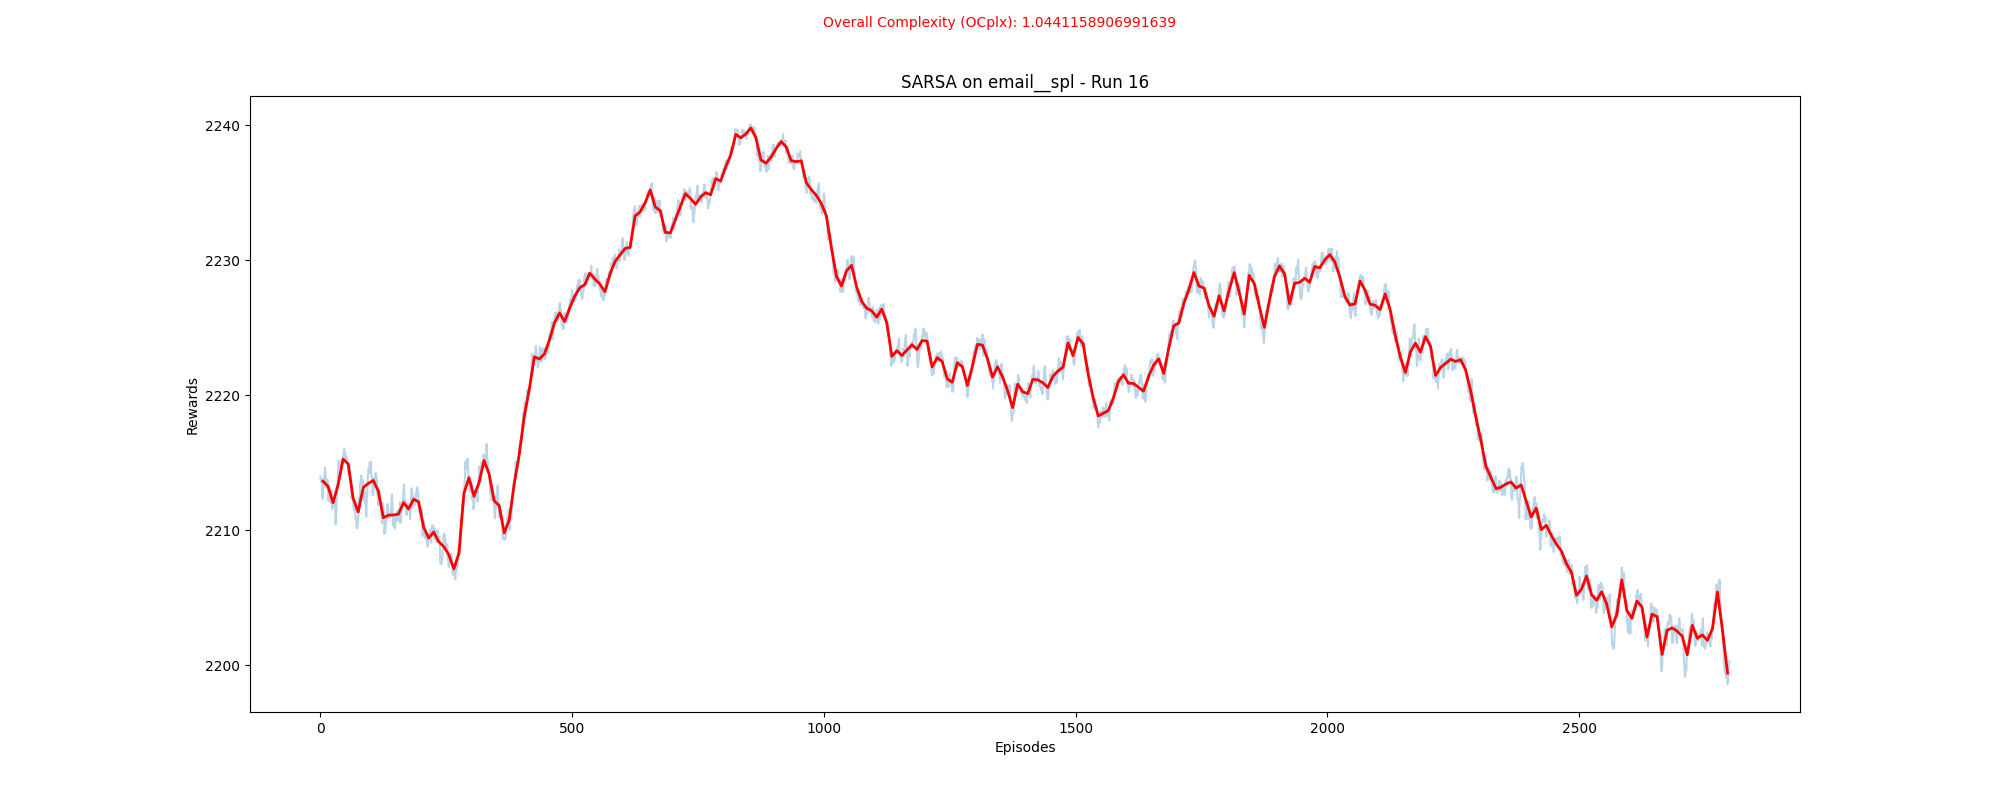 Overall Complexity (OCplx): 1.0441158906991639
SARSA on email__spl - Run 16
2240
2230
2220
2210
2200
Rewards
0 500 1000 1500 2000 2500
Episodes